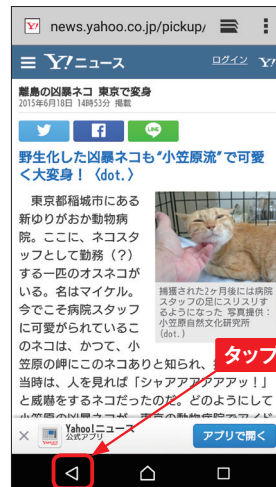 news.yahoo.co.jp/pickup/
Y!ニュース
ログイン
Y!
離島の凶暴ネコ 東京で変身
2015年6月18日 14時53分 掲載
LINE
野生化した凶暴ネコも“小笠原流”で可愛
く大変身！〈dot.〉
東京都稲城市にある
新ゆりがおか動物病
院。ここに、ネコスタ
ッフとして勤務（？）
する一匹のオスネコが
いる。名はマイケル。
今でこそ病院スタッフ
に可愛がられているこ
のネコは、かつて、小
笠原の岬にこのネコありと知られ、
当時は、人を見れば「シャアアアアアアッ！」
と威嚇をするネコだったのだ。どのようにして
捕獲された2ヶ月後には病院
スタッフの足にスリスリす
るようになった 写真提供：
小笠原自然文化研究所
（dot.）
タップ
Yahoo!ニュース
公式アプリ
アプリで開く